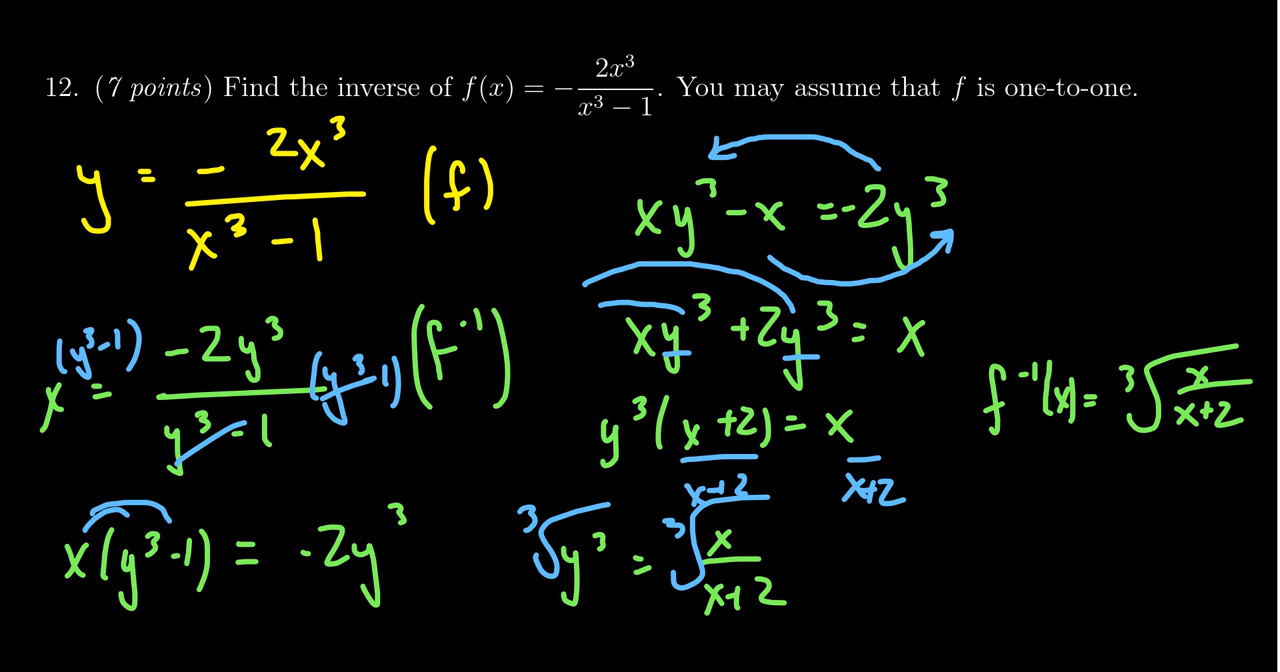 12. (7 points) Find the inverse of f(x) = −2x³/(x³ − 1). You may assume that f is one-to-one.
y = − 2x³/(x³ − 1) (f)
(y³-1) x = −2y³/(y³-1) (y³-1) (f⁻¹)
x(y³-1) = -2y³
xy³ - x = -2y³
xy³ + 2y³ = x
y³(x+2) = x
x+2 x+2
∛y³ = ∛(x/(x+2))
f⁻¹(x) = ∛(x/(x+2))